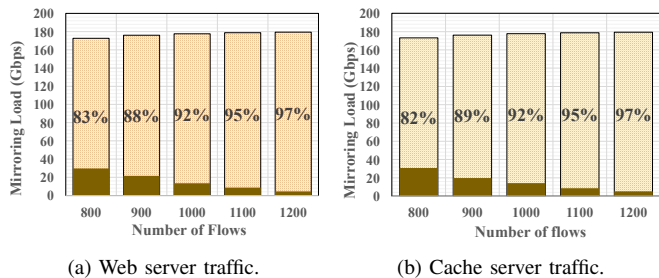 200
180
160
140
120
100
80
60
40
20
0
Mirroring Load (Gbps)
83% 88% 92% 95% 97%
800 900 1000 1100 1200
Number of Flows
(a) Web server traffic.
200
180
160
140
120
100
80
60
40
20
0
Mirroring Load (Gbps)
82% 89% 92% 95% 97%
800 900 1000 1100 1200
Number of flows
(b) Cache server traffic.